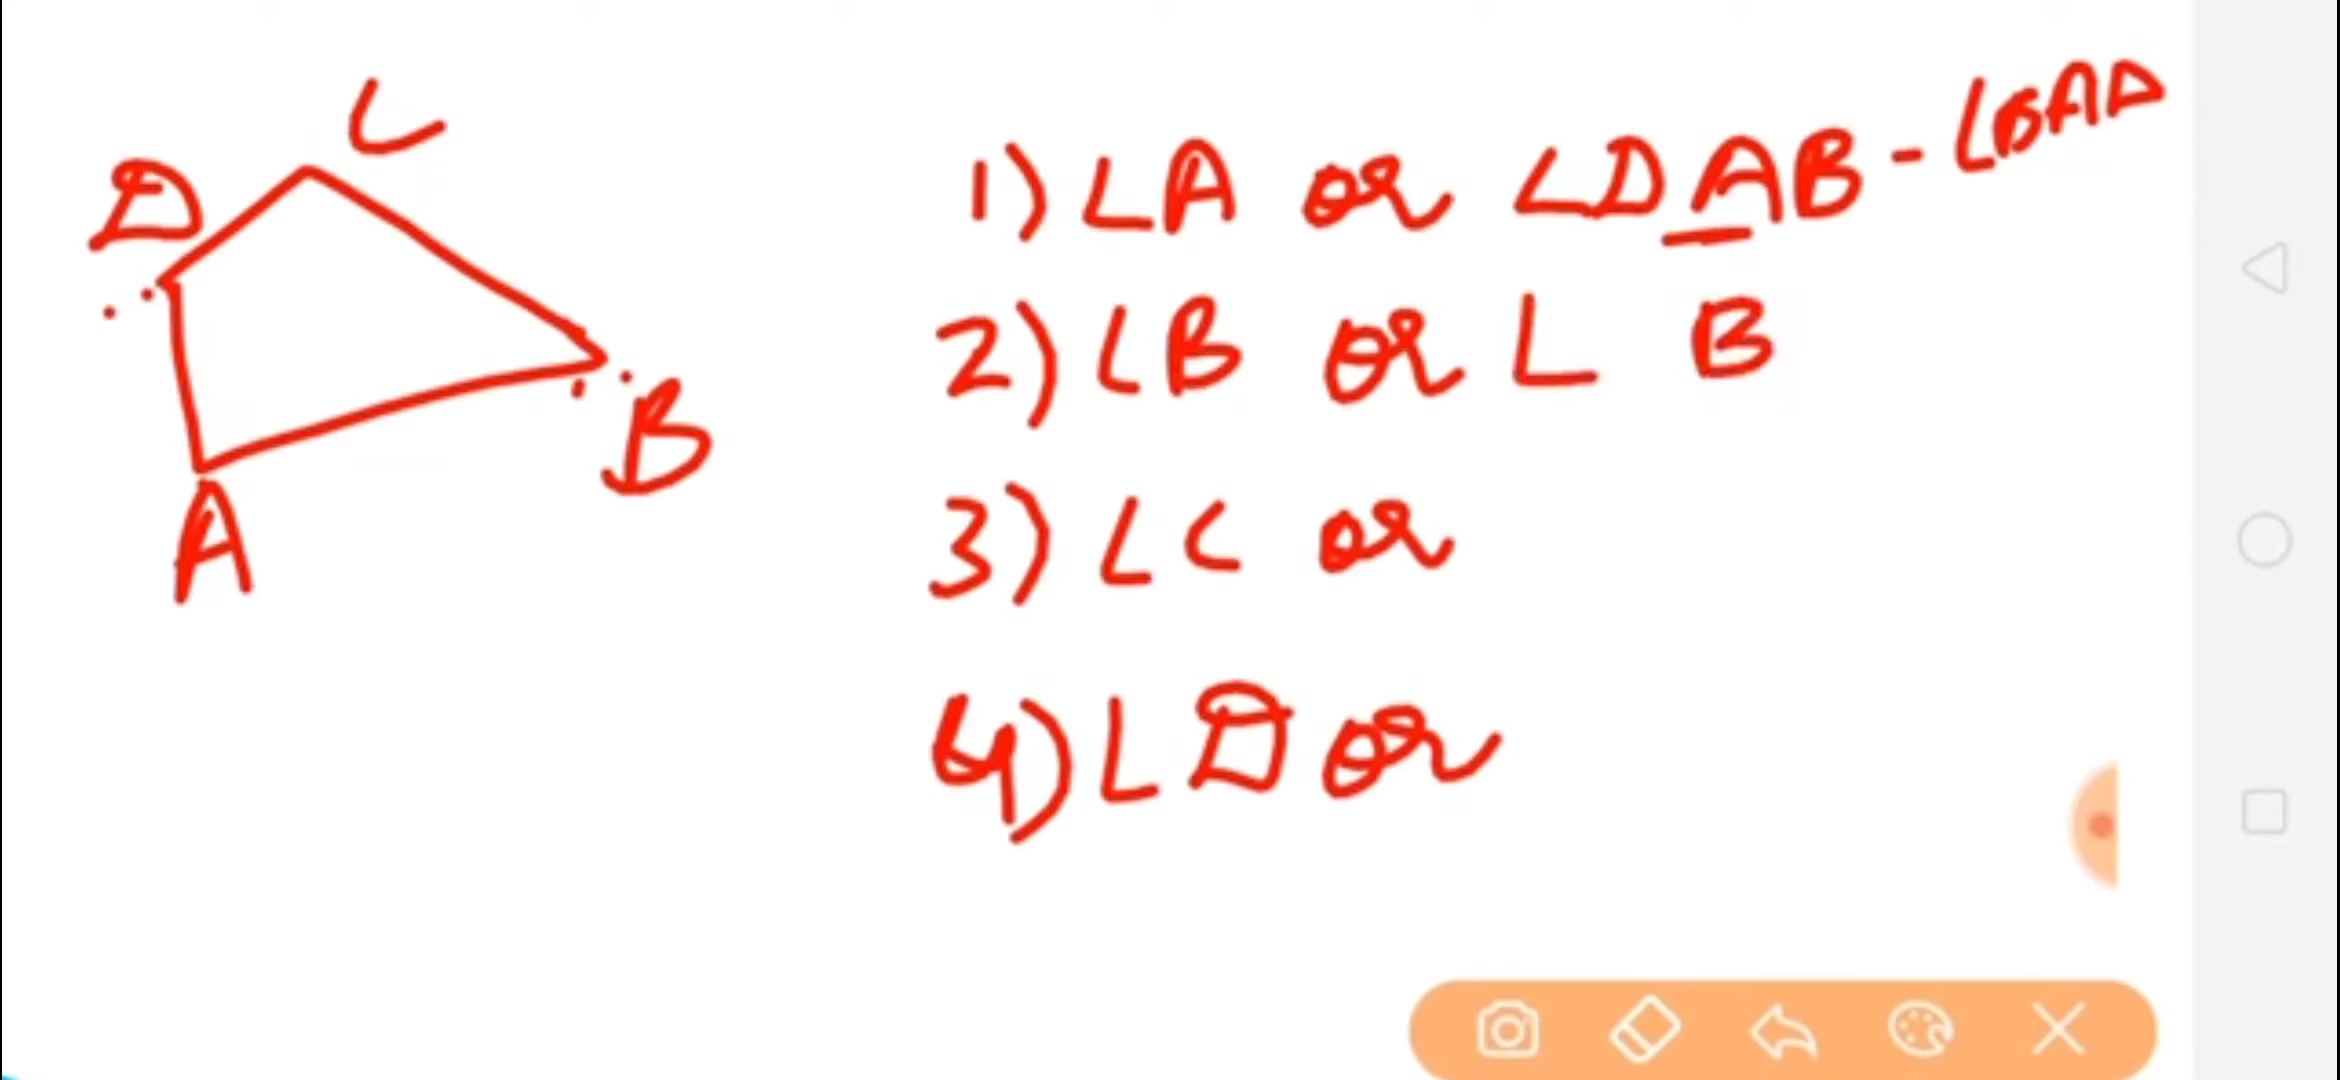 C
D
A
B
1) ∠A or ∠DAB - ∠BAD
2) ∠B or ∠ B
3) ∠C or
4) ∠D or